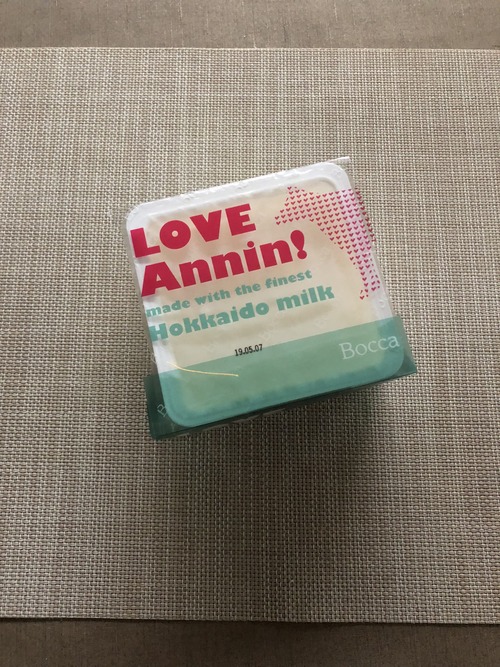 LOVE
Annin!
made with the finest
Hokkaido milk
19.05.07
Bocca